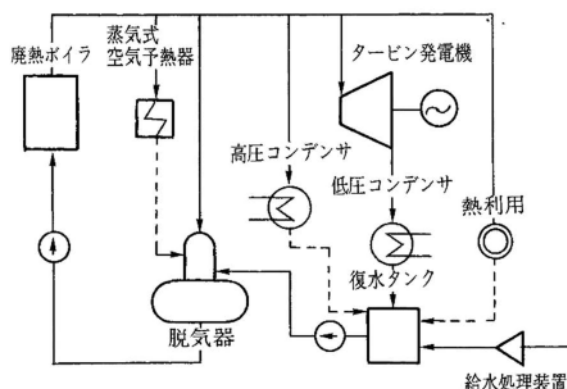 蒸気式
空気予熱器
廃熱ボイラ
タービン発電機
高圧コンデンサ
低圧コンデンサ
熱利用
復水タンク
脱気器
給水処理装置